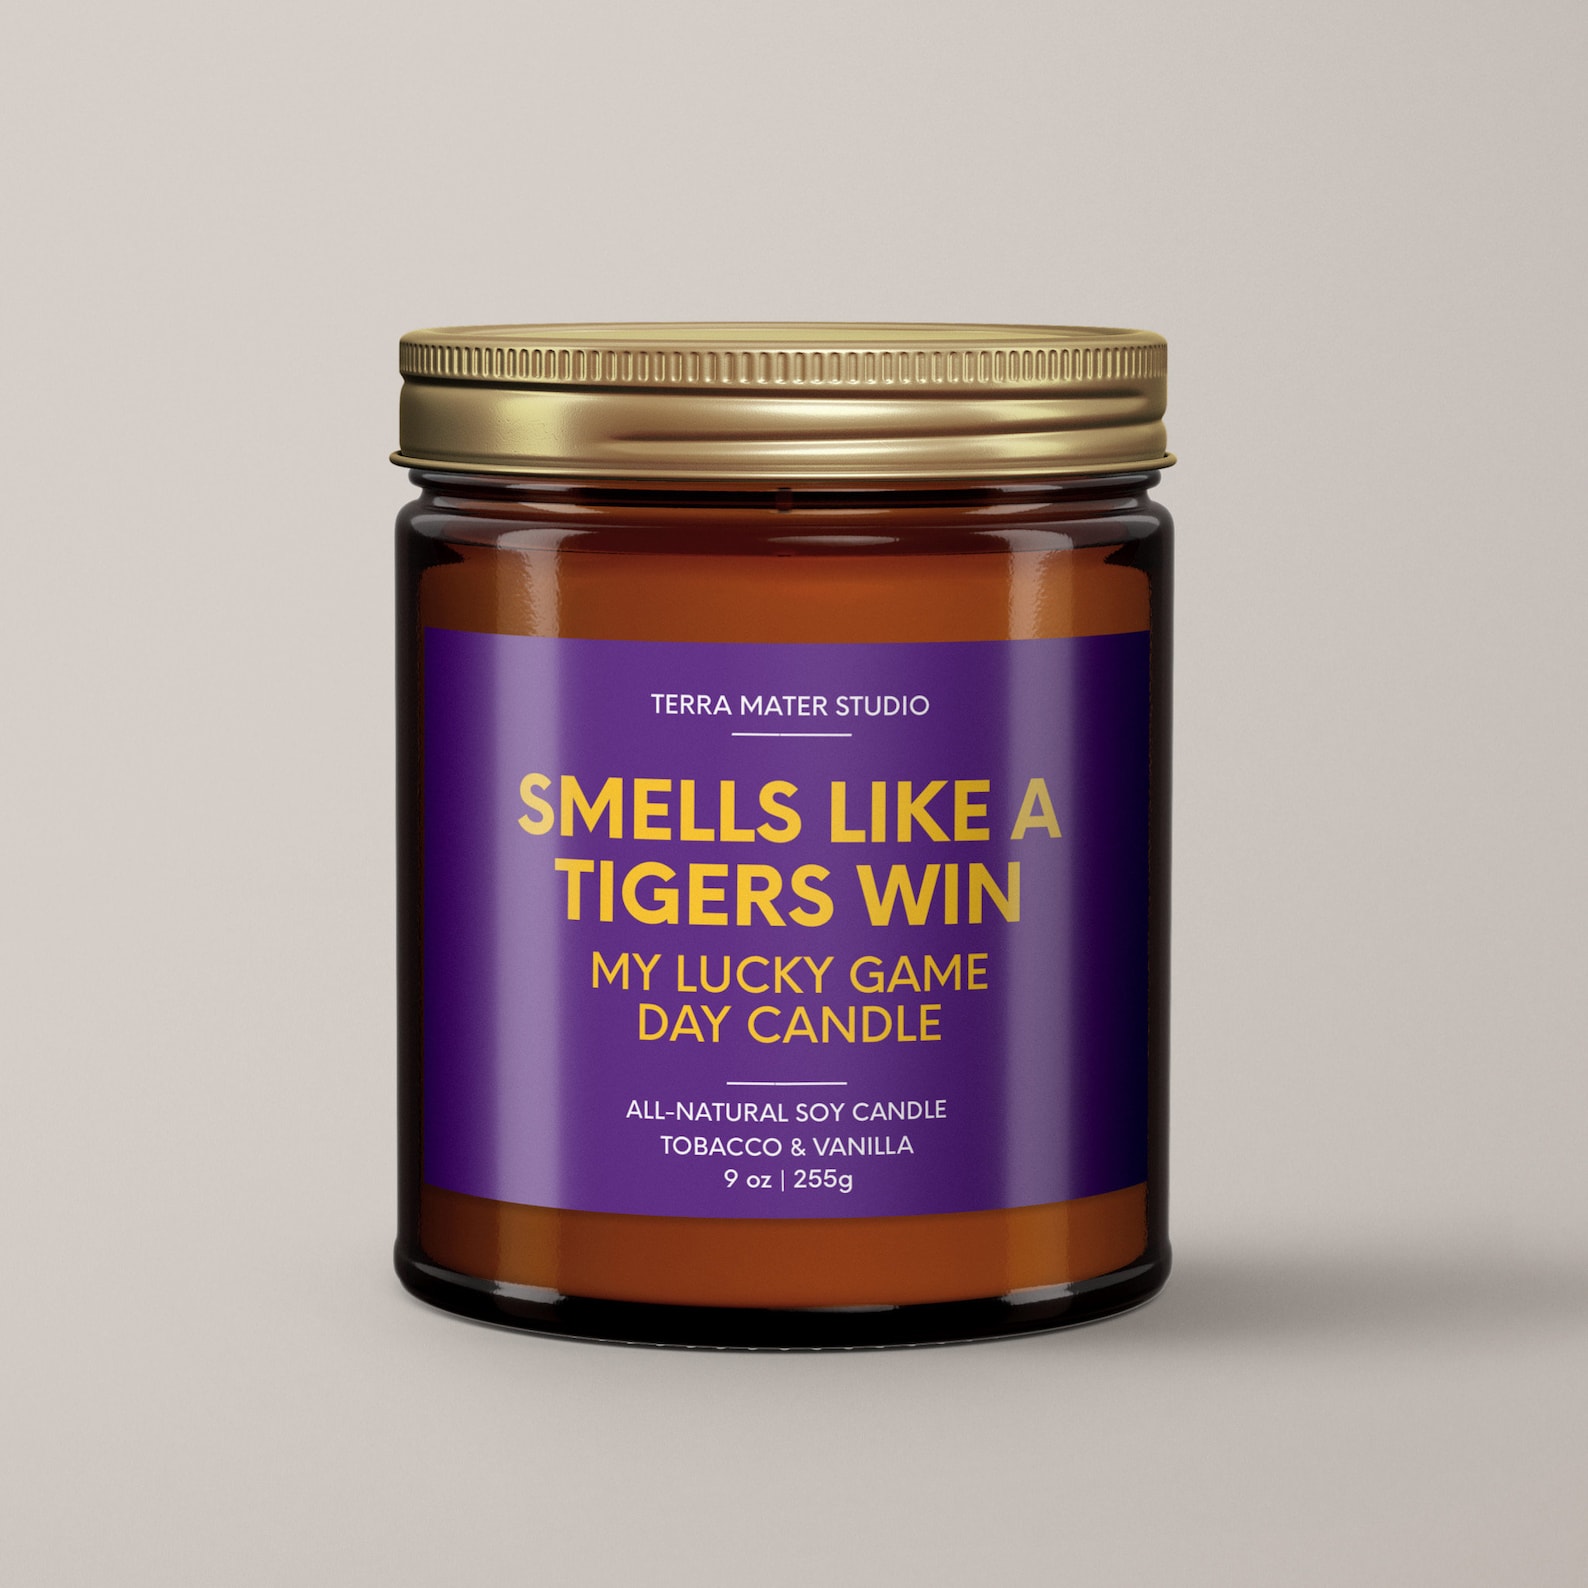 TERRA MATER STUDIO
SMELLS LIKE A
TIGERS WIN
MY LUCKY GAME
DAY CANDLE
ALL-NATURAL SOY CANDLE
TOBACCO & VANILLA
9 oz | 255g